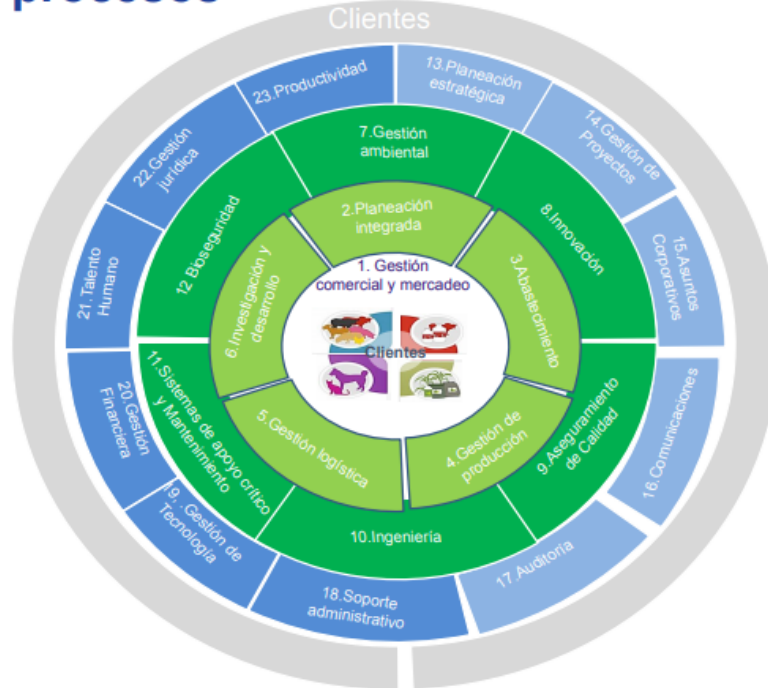 procesos
Clientes
1. Gestión
comercial y mercadeo
Clientes
2.Planeación
integrada
3.Abastecimiento
4.Gestión de
producción
5.Gestión logística
6.Investigación y
desarrollo
7.Gestión
ambiental
8.Innovación
9.Aseguramiento
de Calidad
10.Ingeniería
11.Sistemas de apoyo crítico
y Mantenimiento
12 Bioseguridad
13.Planeación
estratégica
14.Gestión de
Proyectos
15.Asuntos
Corporativos
16.Comunicaciones
17.Auditoría
18.Soporte
administrativo
19, .Gestión de
Tecnología
20.Gestión
Financiera
21.Talento
Humano
22.Gestión
jurídica
23.Productividad